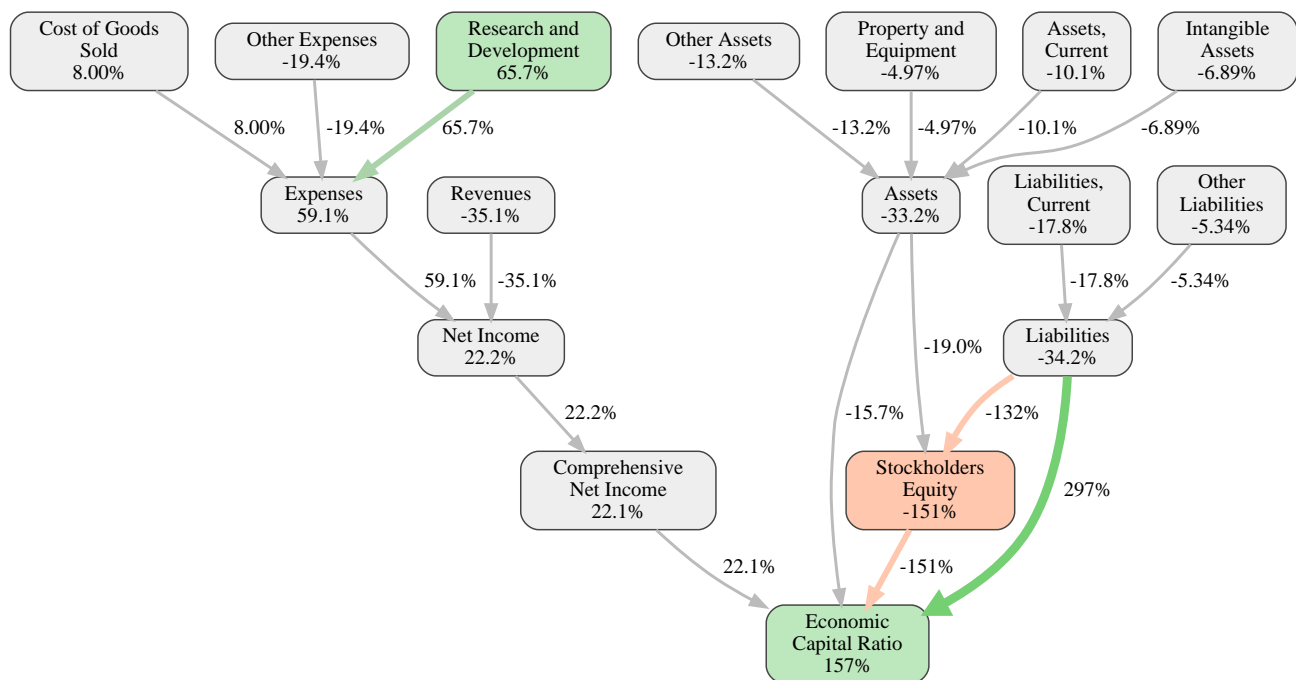 Cost of Goods
Sold
8.00%
Other Expenses
-19.4%
Research and
Development
65.7%
Other Assets
-13.2%
Property and
Equipment
-4.97%
Assets,
Current
-10.1%
Intangible
Assets
-6.89%
8.00%
-19.4%
65.7%
-13.2%
-4.97%
-10.1%
-6.89%
Expenses
59.1%
Revenues
-35.1%
Assets
-33.2%
Liabilities,
Current
-17.8%
Other
Liabilities
-5.34%
59.1%
-35.1%
-17.8%
-5.34%
Net Income
22.2%
-19.0%
Liabilities
-34.2%
22.2%
-15.7%
-132%
Comprehensive
Net Income
22.1%
Stockholders
Equity
-151%
297%
22.1%
-151%
Economic
Capital Ratio
157%